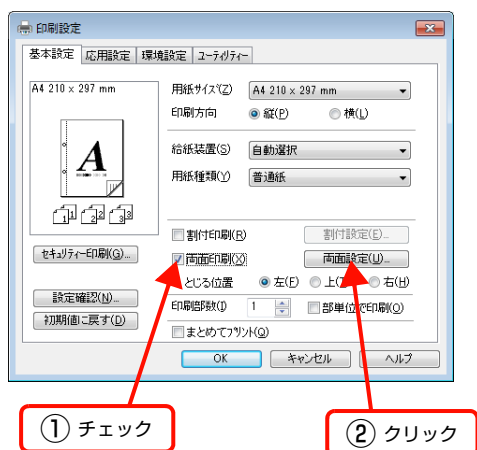 印刷設定
基本設定 応用設定 環境設定 ユーティリティー
A4 210 x 297 mm
用紙サイズ(Z) A4 210 x 297 mm
印刷方向 縦(P) 横(L)
給紙装置(S) 自動選択
用紙種類(Y) 普通紙
A
1 1 2 2 3 3
割付印刷(R) 割付設定(E)...
セキュリティー印刷(G)...
両面印刷(X) 両面設定(U)...
とじる位置 左(F) 上(T) 右(H)
設定確認(N)...
印刷部数(I) 1 部単位で印刷(O)
初期値に戻す(D)
まとめてプリント(Q)
OK キャンセル ヘルプ
① チェック
② クリック